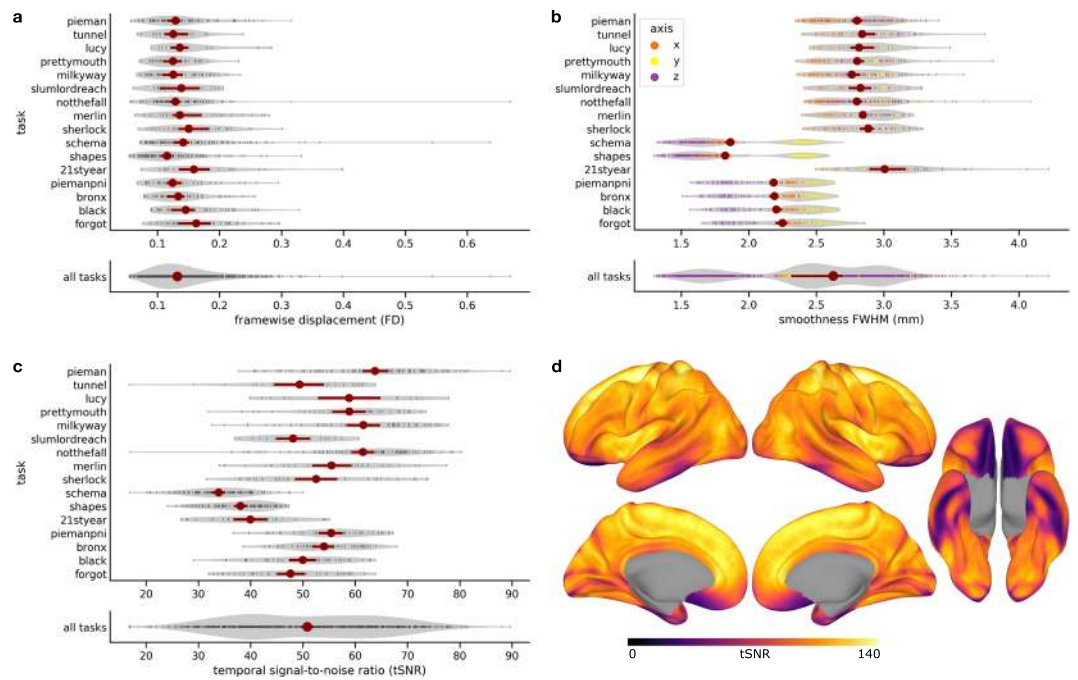 a
task
pieman
tunnel
lucy
prettymouth
milkyway
slumlordreach
notthefall
merlin
sherlock
schema
shapes
21styear
piemanpni
bronx
black
forgot
0.1 0.2 0.3 0.4 0.5 0.6
all tasks
0.1 0.2 0.3 0.4 0.5 0.6
framewise displacement (FD)
b
pieman
tunnel
lucy
prettymouth
milkyway
slumlordreach
notthefall
merlin
sherlock
schema
shapes
21styear
piemanpni
bronx
black
forgot
axis
x
y
z
1.5 2.0 2.5 3.0 3.5 4.0
all tasks
1.5 2.0 2.5 3.0 3.5 4.0
smoothness FWHM (mm)
c
task
pieman
tunnel
lucy
prettymouth
milkyway
slumlordreach
notthefall
merlin
sherlock
schema
shapes
21styear
piemanpni
bronx
black
forgot
20 30 40 50 60 70 80 90
all tasks
20 30 40 50 60 70 80 90
temporal signal-to-noise ratio (tSNR)
d
0 tSNR 140